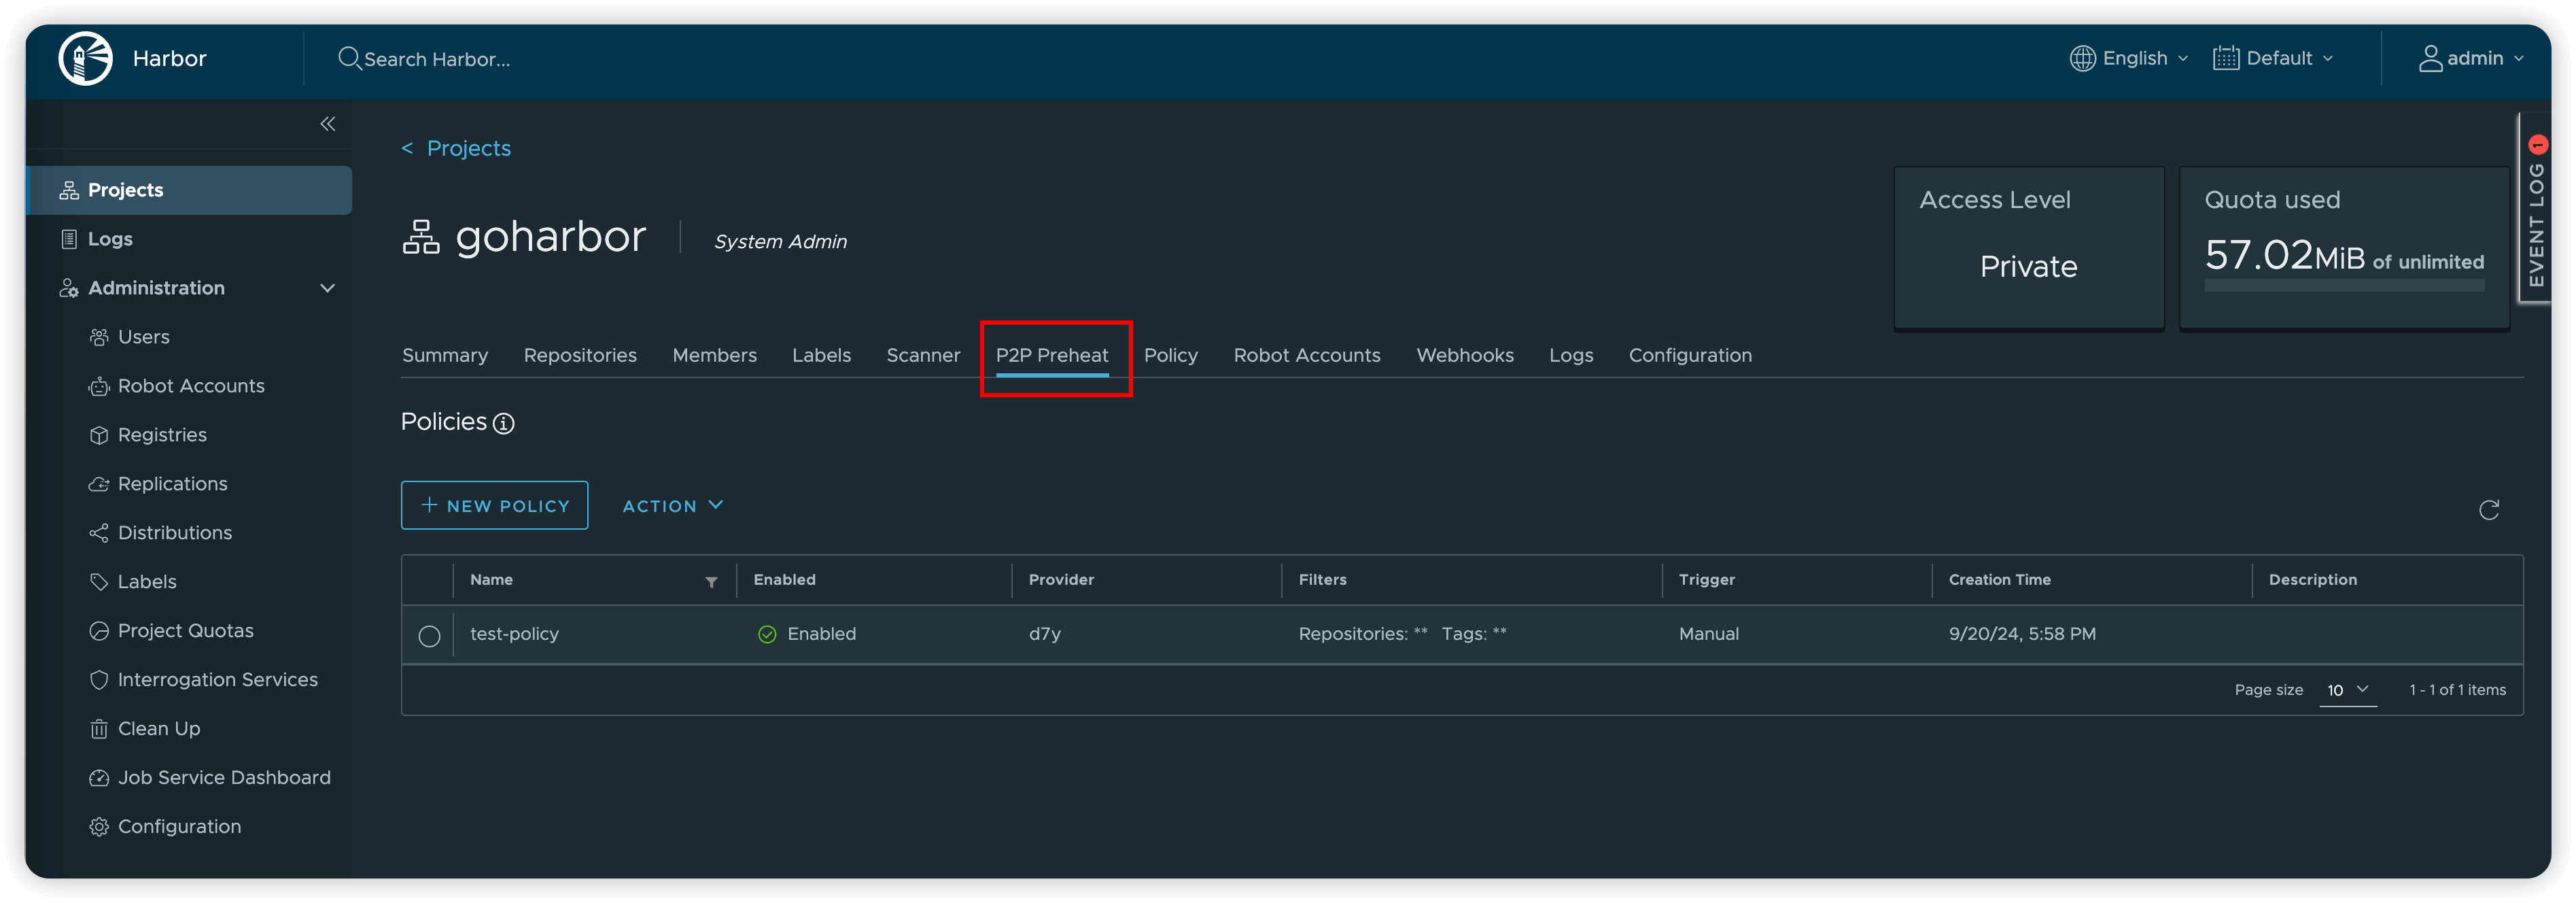 Harbor
Search Harbor...
English
Default
admin
Projects
Logs
Administration
Users
Robot Accounts
Registries
Replications
Distributions
Labels
Project Quotas
Interrogation Services
Clean Up
Job Service Dashboard
Configuration
< Projects
goharbor
System Admin
Access Level
Private
Quota used
57.02MiB of unlimited
EVENT LOG 1
Summary Repositories Members Labels Scanner P2P Preheat Policy Robot Accounts Webhooks Logs Configuration
Policies
+ NEW POLICY
ACTION
Name Enabled Provider Filters Trigger Creation Time Description
test-policy Enabled d7y Repositories: ** Tags: ** Manual 9/20/24, 5:58 PM
Page size 10 1 - 1 of 1 items